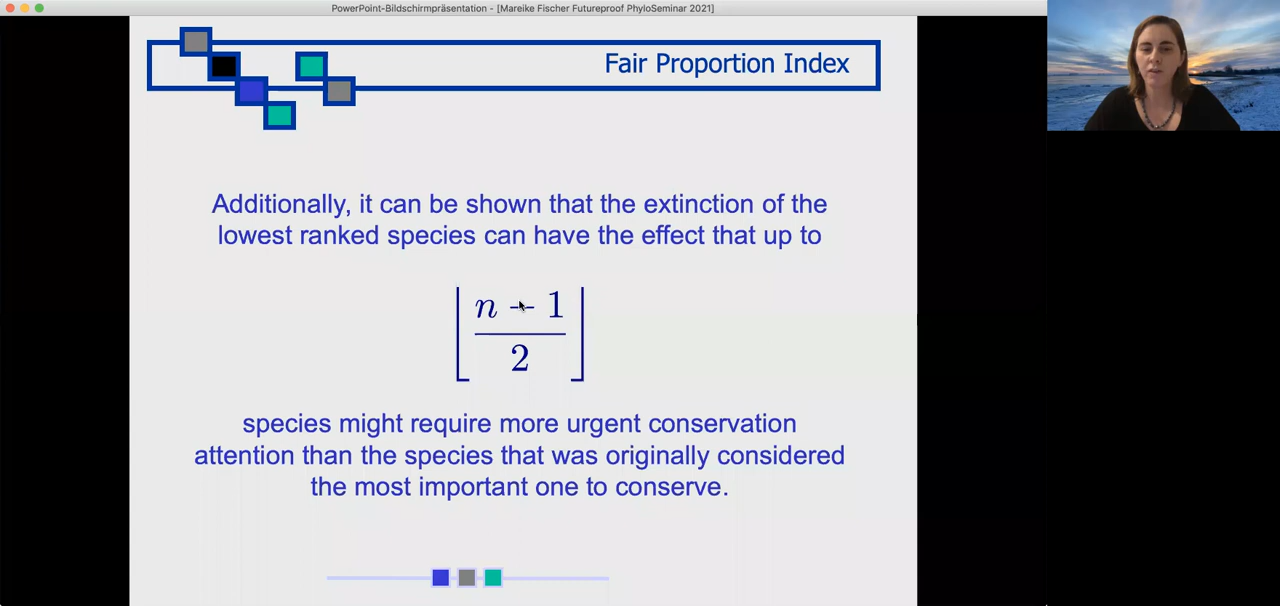 PowerPoint-Bildschirmpräsentation - [Mareike Fischer Futureproof PhyloSeminar 2021]
Fair Proportion Index
Additionally, it can be shown that the extinction of the
lowest ranked species can have the effect that up to
⌊(n − 1)/2⌋
species might require more urgent conservation
attention than the species that was originally considered
the most important one to conserve.